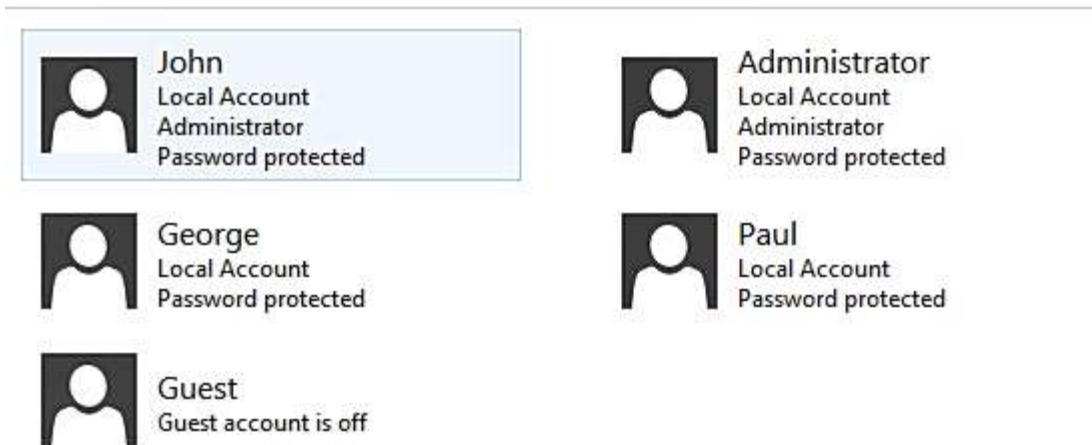 John
Local Account
Administrator
Password protected
Administrator
Local Account
Administrator
Password protected
George
Local Account
Password protected
Paul
Local Account
Password protected
Guest
Guest account is off